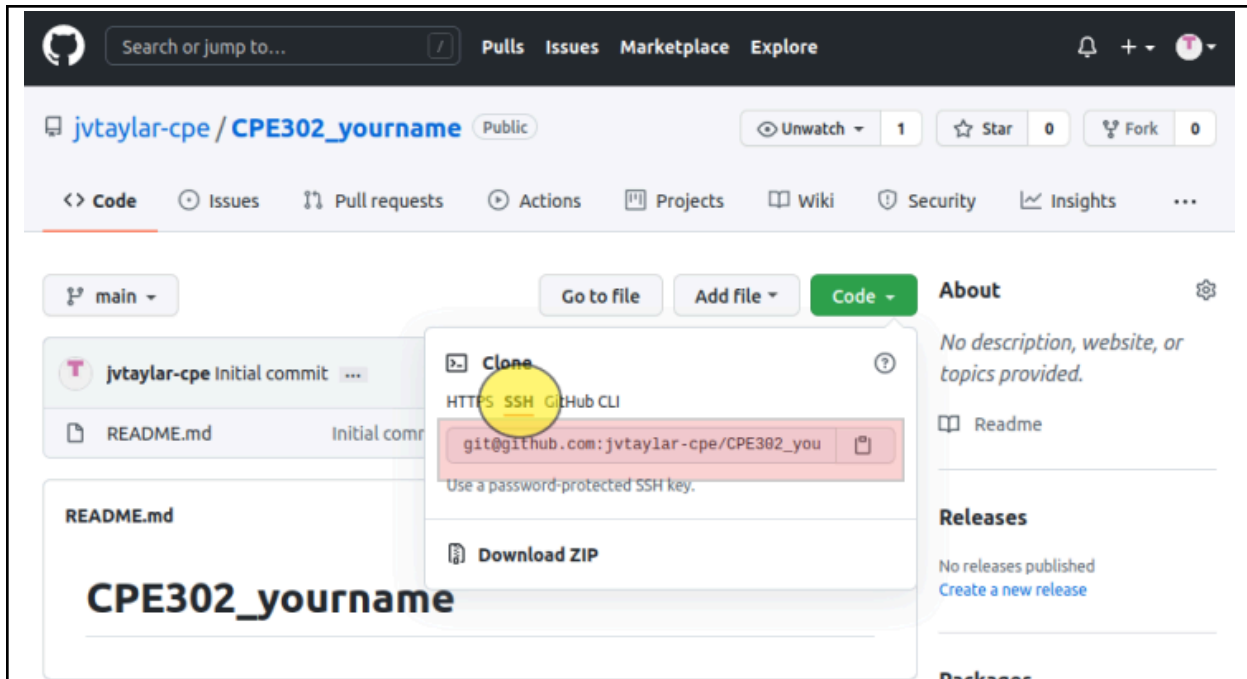 Search or jump to... / Pulls Issues Marketplace Explore
jvtaylar-cpe / CPE302_yourname Public Unwatch 1 Star 0 Fork 0
Code Issues Pull requests Actions Projects Wiki Security Insights ...
main Go to file Add file Code About
No description, website, or
topics provided.
Clone
jvtaylar-cpe Initial commit ...
HTTPS SSH GitHub CLI
README.md Initial comr Readme
git@github.com:jvtaylar-cpe/CPE302_you
Use a password-protected SSH key.
README.md Releases
Download ZIP
No releases published
Create a new release
CPE302_yourname
Packages